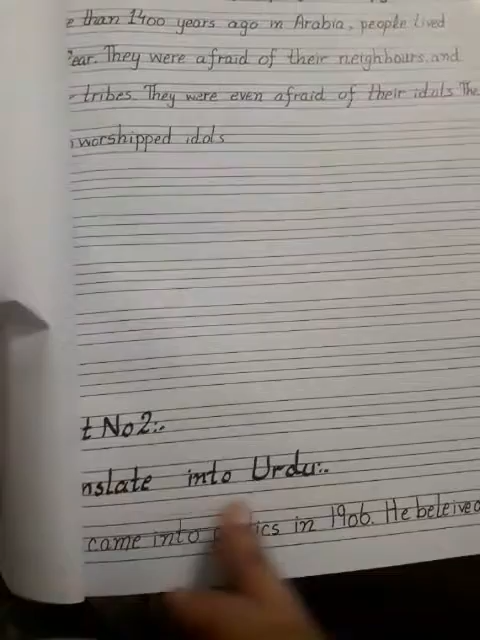 e than 1400 years ago in Arabia, people lived
ear. They were afraid of their neighbours, and
tribes. They were even afraid of their idols The
worshipped idols
t No2:.
nslate into Urdu:.
came into ics in 1906. He beleived